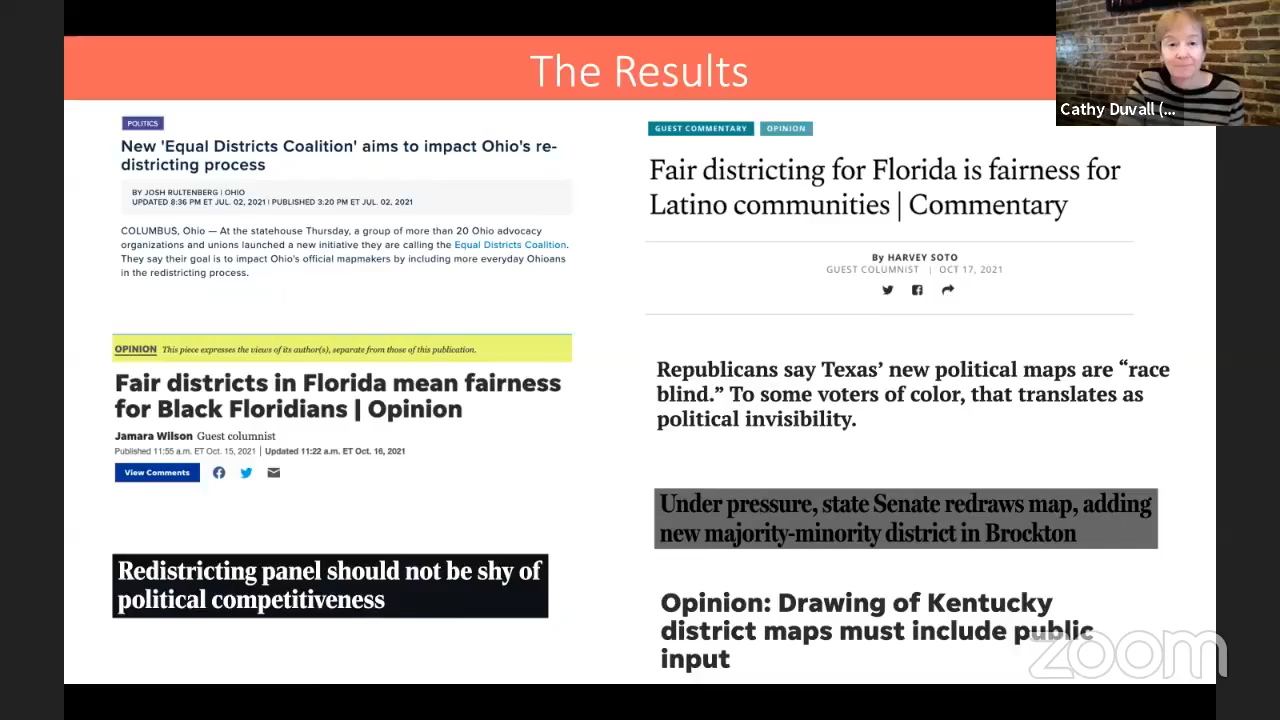 The Results
Cathy Duvall (...
POLITICS
New 'Equal Districts Coalition' aims to impact Ohio's re-
districting process
BY JOSH RULTENBERG | OHIO
UPDATED 8:36 PM ET JUL. 02, 2021 | PUBLISHED 3:20 PM ET JUL. 02, 2021
COLUMBUS, Ohio — At the statehouse Thursday, a group of more than 20 Ohio advocacy
organizations and unions launched a new initiative they are calling the Equal Districts Coalition.
They say their goal is to impact Ohio's official mapmakers by including more everyday Ohioans
in the redistricting process.
OPINION This piece expresses the views of its author(s), separate from those of this publication.
Fair districts in Florida mean fairness
for Black Floridians | Opinion
Jamara Wilson Guest columnist
Published 11:55 a.m. ET Oct. 15, 2021 | Updated 11:22 a.m. ET Oct. 16, 2021
View Comments
Redistricting panel should not be shy of
political competitiveness
GUEST COMMENTARY OPINION
Fair districting for Florida is fairness for
Latino communities | Commentary
By HARVEY SOTO
GUEST COLUMNIST | OCT 17, 2021
Republicans say Texas’ new political maps are “race
blind.” To some voters of color, that translates as
political invisibility.
Under pressure, state Senate redraws map, adding
new majority-minority district in Brockton
Opinion: Drawing of Kentucky
district maps must include public
input
zoom